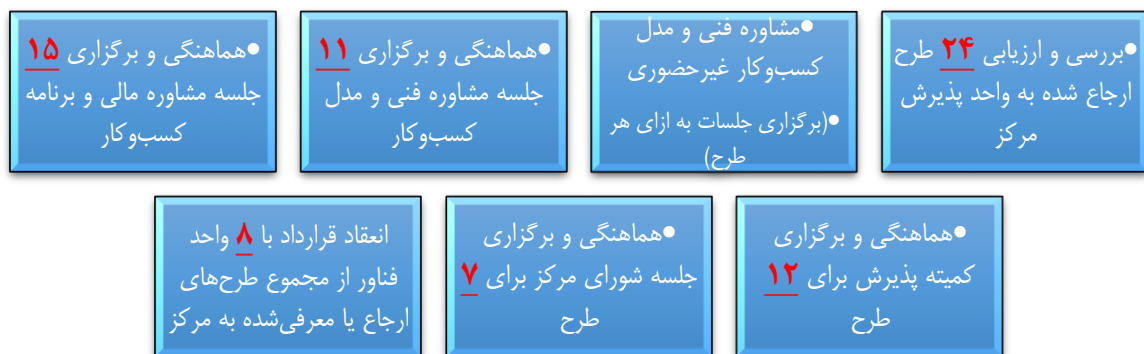 ●بررسی و ارزیابی ۲۴ طرح
ارجاع شده به واحد پذیرش
مرکز
●مشاوره فنی و مدل
کسب‌وکار غیرحضوری
●(برگزاری جلسات به ازای هر
طرح)
●هماهنگی و برگزاری ۱۱
جلسه مشاوره فنی و مدل
کسب‌وکار
●هماهنگی و برگزاری ۱۵
جلسه مشاوره مالی و برنامه
کسب‌وکار
●هماهنگی و برگزاری
کمیته پذیرش برای ۱۲
طرح
●هماهنگی و برگزاری
جلسه شورای مرکز برای ۷
طرح
انعقاد قرارداد با ۸ واحد
فناور از مجموع طرح‌های
ارجاع یا معرفی‌شده به مرکز